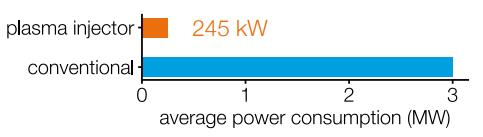 plasma injector 245 kW
conventional
0 1 2 3
average power consumption (MW)